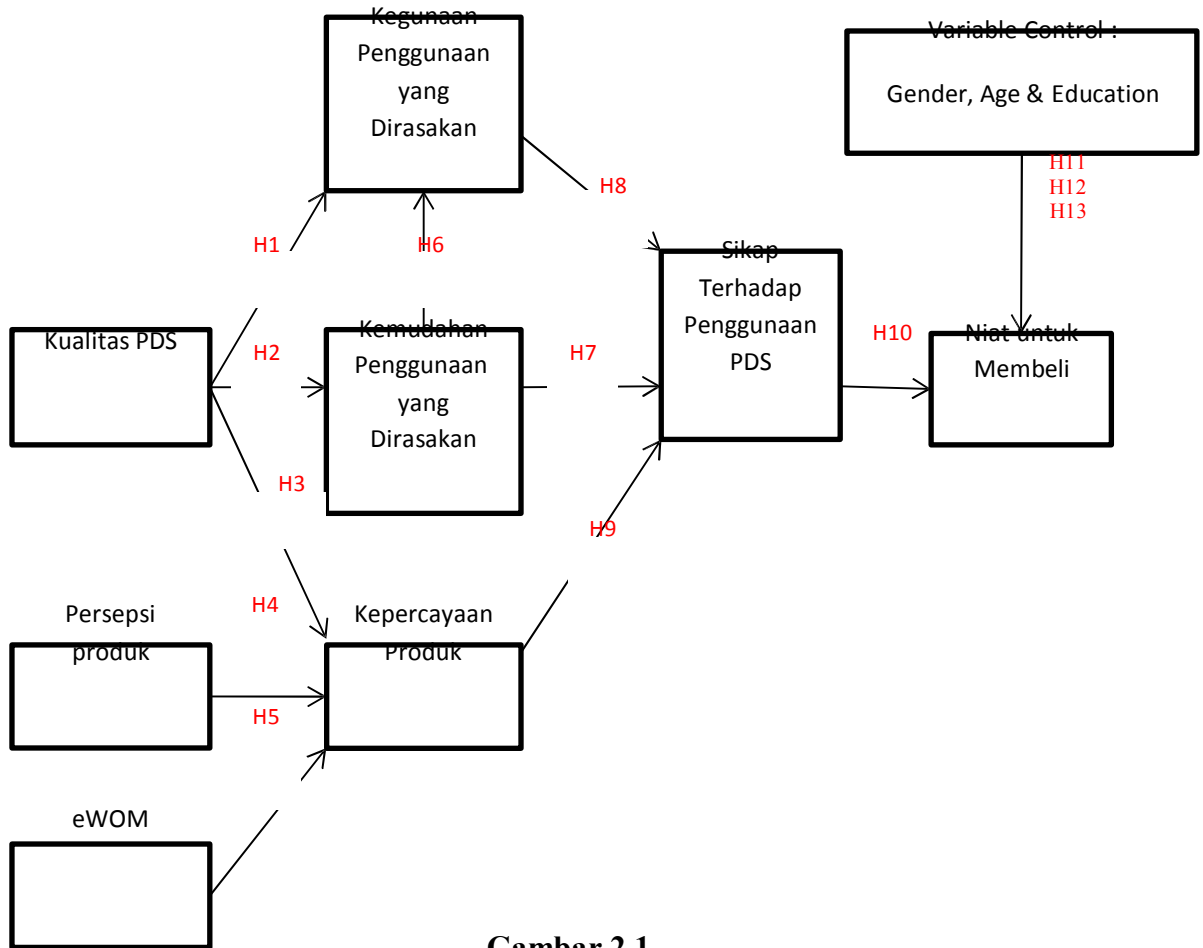 Kegunaan
Penggunaan
yang
Dirasakan
Variable Control :
Gender, Age & Education
H11
H12
H13
H8
H1
H6
Sikap
Terhadap
Penggunaan
PDS
Kualitas PDS
H2
Kemudahan
Penggunaan
yang
Dirasakan
H7
H10
Niat untuk
Membeli
H3
H9
H4
Persepsi
produk
Kepercayaan
Produk
H5
eWOM
Gambar 2.1